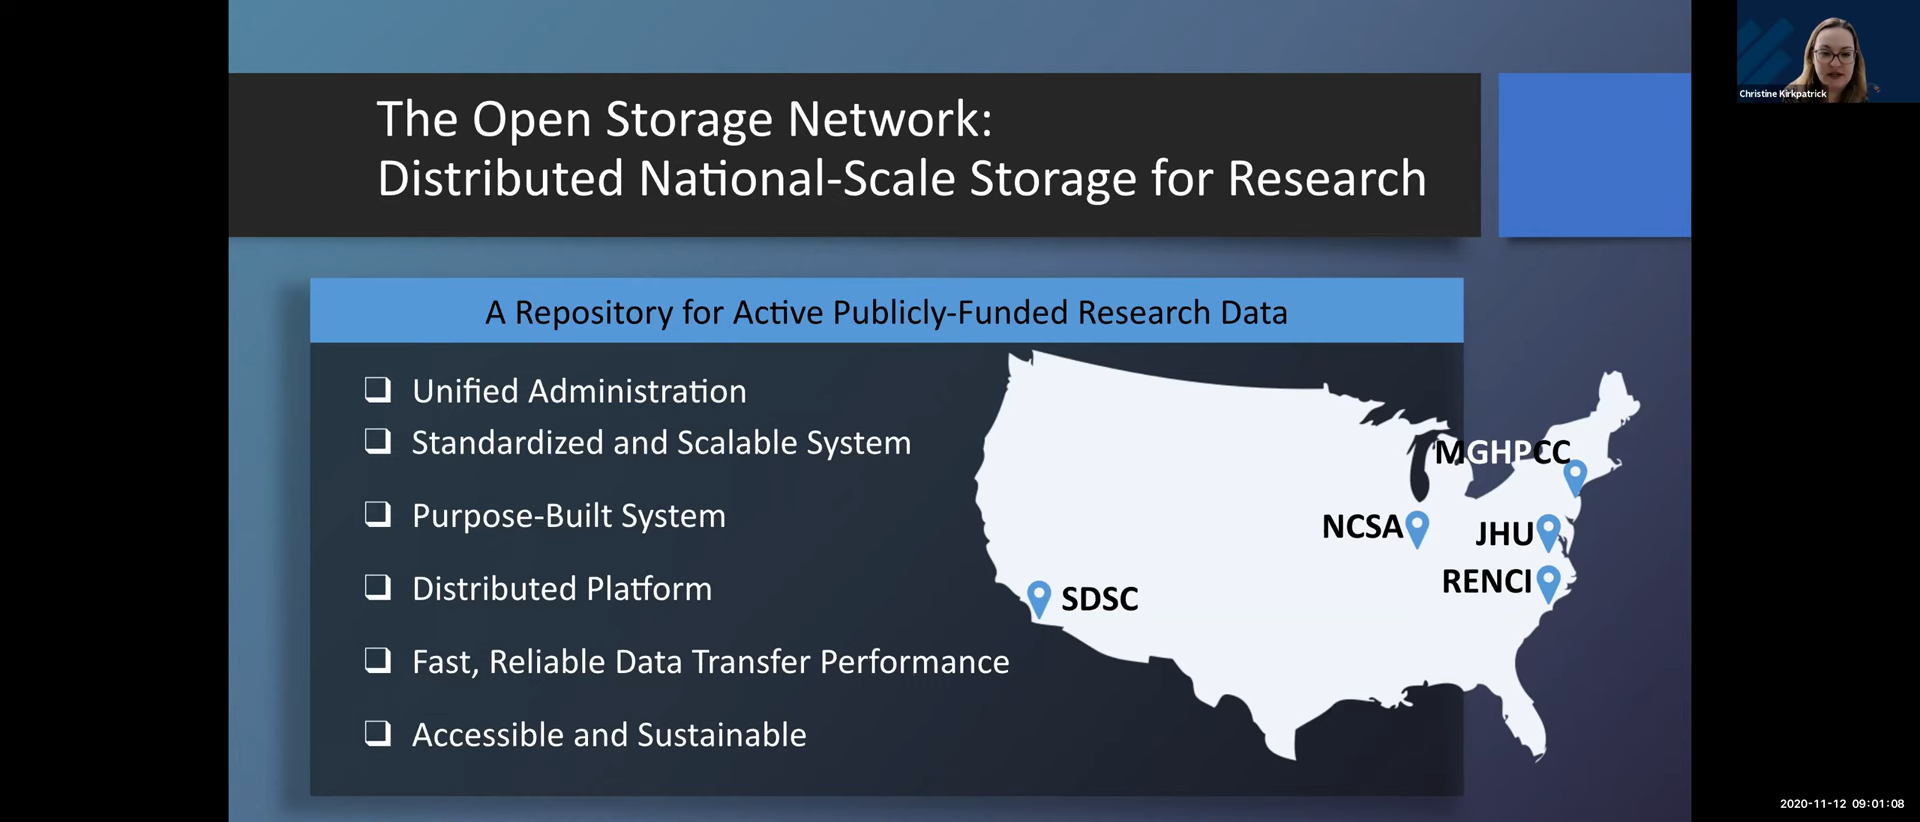 The Open Storage Network:
Distributed National-Scale Storage for Research
Christine Kirkpatrick
A Repository for Active Publicly-Funded Research Data
❑ Unified Administration
❑ Standardized and Scalable System
❑ Purpose-Built System
❑ Distributed Platform
❑ Fast, Reliable Data Transfer Performance
❑ Accessible and Sustainable
MGHPCC
NCSA
JHU
RENCI
SDSC
2020-11-12 09:01:08